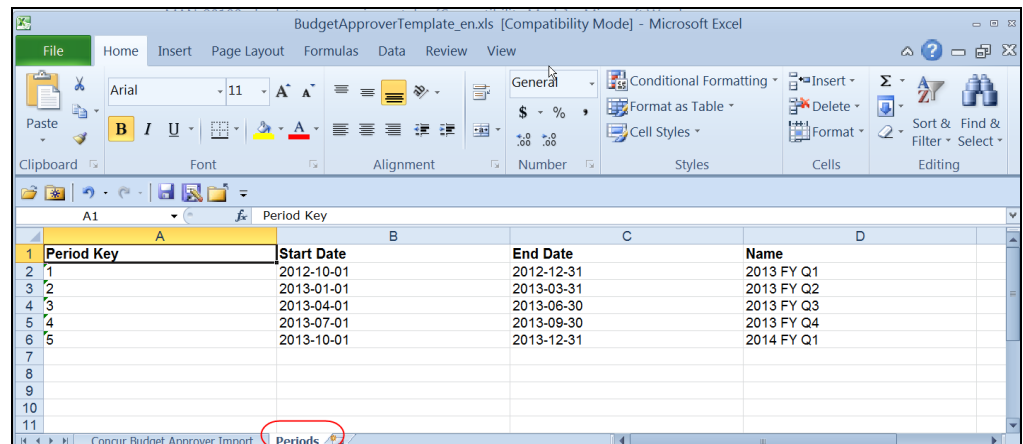 BudgetApproverTemplate_en.xls [Compatibility Mode] - Microsoft Excel
File Home Insert Page Layout Formulas Data Review View
Paste
Arial 11 A A
B I U A
General
$ % ,
.00 .00
Conditional Formatting
Format as Table
Cell Styles
Insert
Delete
Format
Σ
Sort & Filter
Find & Select
Clipboard Font Alignment Number Styles Cells Editing
A1 fx Period Key
A B C D
1 Period Key Start Date End Date Name
2 1 2012-10-01 2012-12-31 2013 FY Q1
3 2 2013-01-01 2013-03-31 2013 FY Q2
4 3 2013-04-01 2013-06-30 2013 FY Q3
5 4 2013-07-01 2013-09-30 2013 FY Q4
6 5 2013-10-01 2013-12-31 2014 FY Q1
7
8
9
10
11
Concur Budget Approver Import Periods